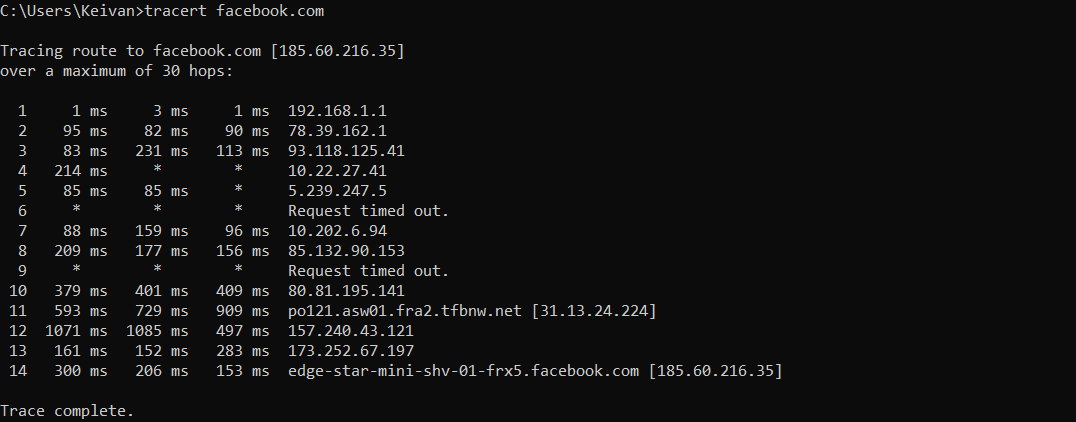 C:\Users\Keivan>tracert facebook.com
Tracing route to facebook.com [185.60.216.35]
over a maximum of 30 hops:
1 1 ms 3 ms 1 ms 192.168.1.1
2 95 ms 82 ms 90 ms 78.39.162.1
3 83 ms 231 ms 113 ms 93.118.125.41
4 214 ms * * 10.22.27.41
5 85 ms 85 ms * 5.239.247.5
6 * * * Request timed out.
7 88 ms 159 ms 96 ms 10.202.6.94
8 209 ms 177 ms 156 ms 85.132.90.153
9 * * * Request timed out.
10 379 ms 401 ms 409 ms 80.81.195.141
11 593 ms 729 ms 909 ms po121.asw01.fra2.tfbnw.net [31.13.24.224]
12 1071 ms 1085 ms 497 ms 157.240.43.121
13 161 ms 152 ms 283 ms 173.252.67.197
14 300 ms 206 ms 153 ms edge-star-mini-shv-01-frx5.facebook.com [185.60.216.35]
Trace complete.